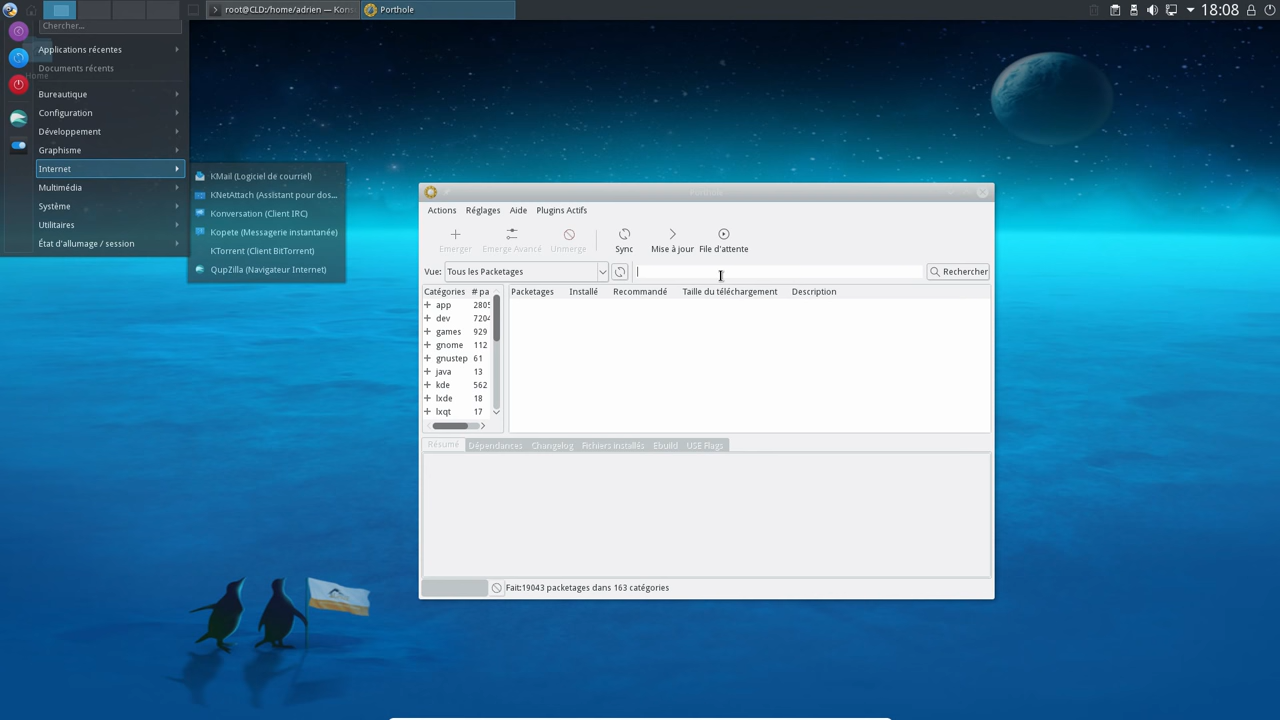 root@CLD:/home/adrien — Kons
Porthole
18:08
Chercher...
Applications récentes
Documents récents
Home
Bureautique
Configuration
Développement
Graphisme
Internet
Multimédia
Système
Utilitaires
État d'allumage / session
KMail (Logiciel de courriel)
KNetAttach (Assistant pour dos...
Konversation (Client IRC)
Kopete (Messagerie instantanée)
KTorrent (Client BitTorrent)
QupZilla (Navigateur Internet)
Porthole
Actions Réglages Aide Plugins Actifs
Emerger Emerge Avancé Unmerge Sync Mise à jour File d'attente
Vue: Tous les Packetages Rechercher
Catégories # pa
app 2805
dev 7204
games 929
gnome 112
gnustep 61
java 13
kde 562
lxde 18
lxqt 17
Packetages Installé Recommandé Taille du téléchargement Description
Résumé Dépendances Changelog Fichiers installés Ebuild USE Flags
Fait:19043 packetages dans 163 catégories